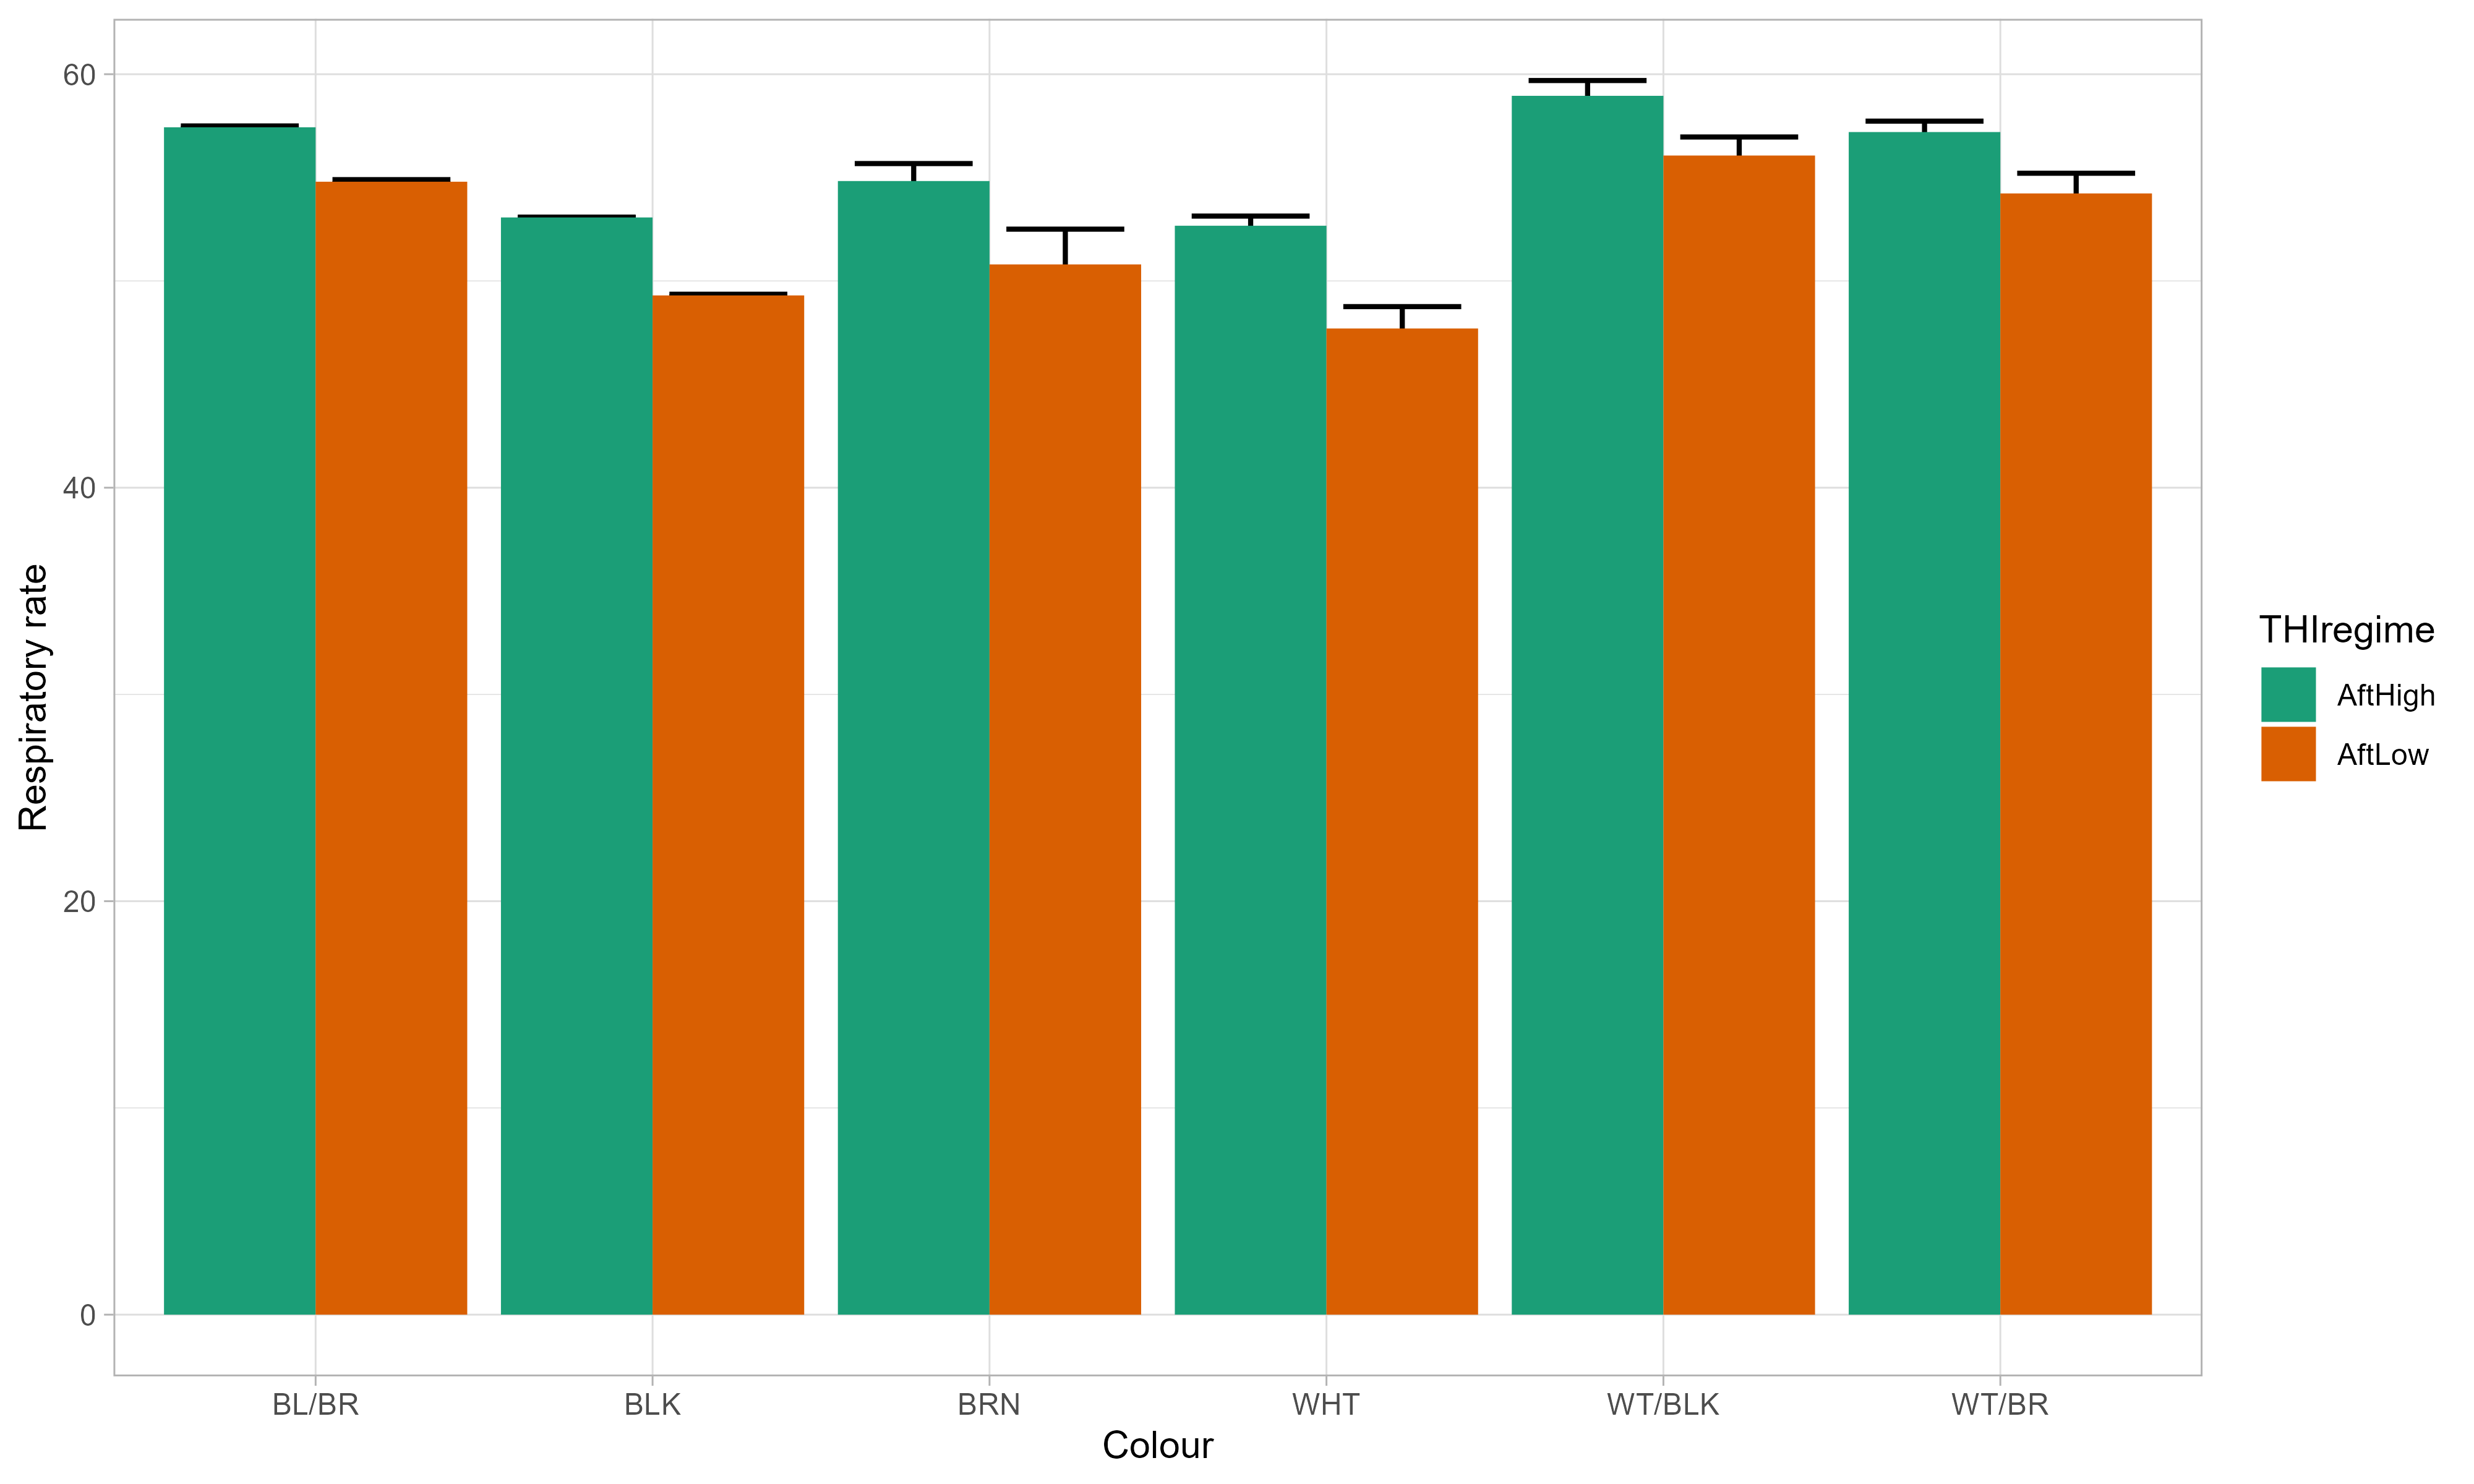 60
40
20
0
Respiratory rate
BL/BR
BLK
BRN
WHT
WT/BLK
WT/BR
Colour
THIregime
AftHigh
AftLow